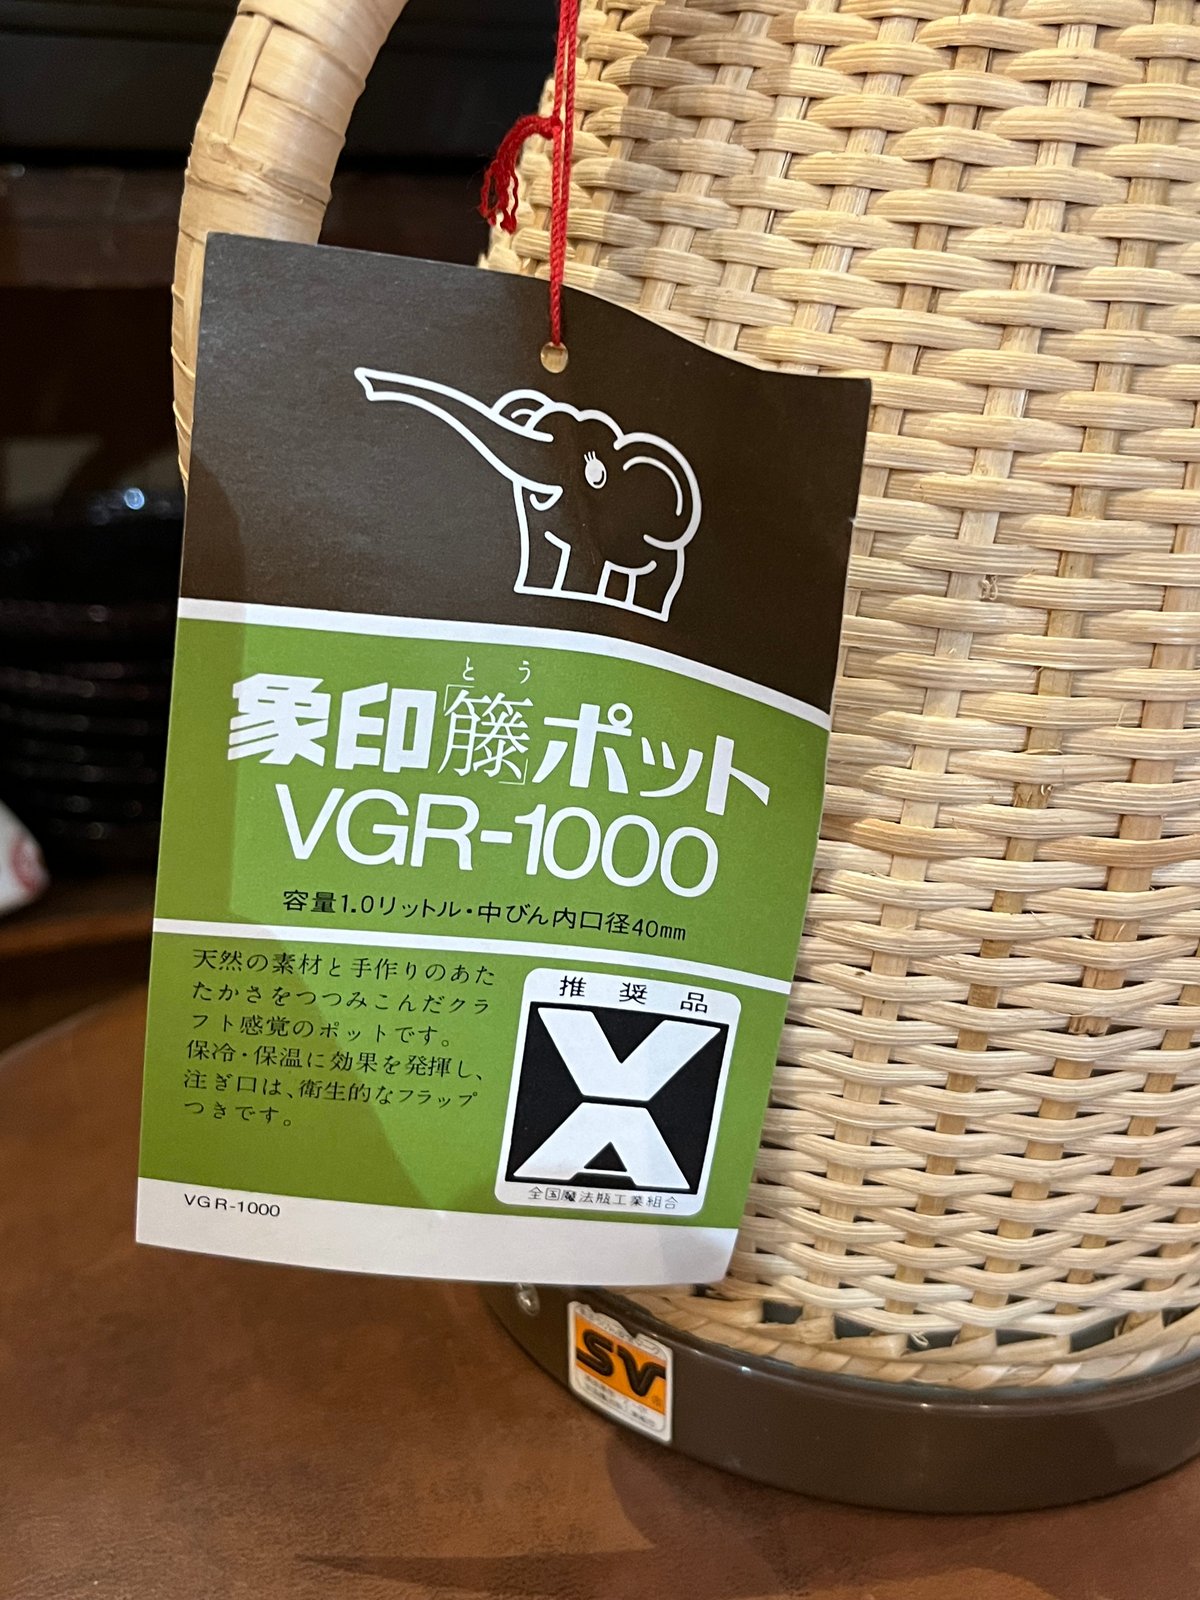 とう
象印「籐」ポット
VGR-1000
容量1.0リットル・中びん内口径40mm
天然の素材と手作りのあた
たかさをつつみこんだクラ
フト感覚のポットです。
保冷・保温に効果を発揮し、
注ぎ口は、衛生的なフラップ
つきです。
推奨品
VA
全国魔法瓶工業組合
VGR-1000
SV